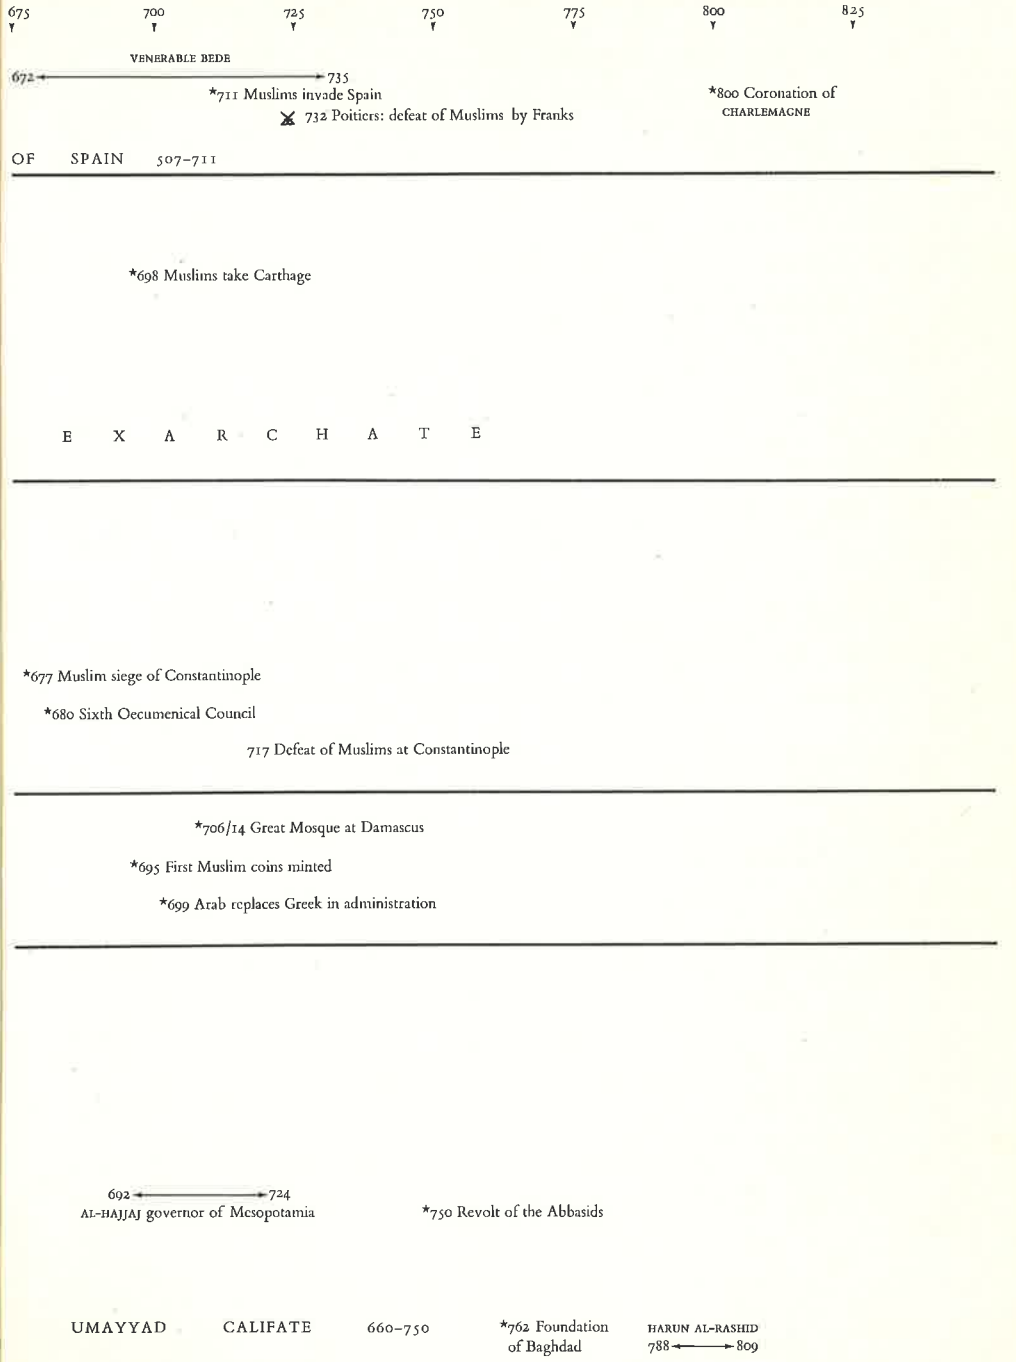 675 700 725 750 775 800 825
VENERABLE BEDE
672 735
*711 Muslims invade Spain
*800 Coronation of
CHARLEMAGNE
732 Poitiers: defeat of Muslims by Franks
OF SPAIN 507-711
*698 Muslims take Carthage
E X A R C H A T E
*677 Muslim siege of Constantinople
*680 Sixth Oecumenical Council
717 Defeat of Muslims at Constantinople
*706/14 Great Mosque at Damascus
*695 First Muslim coins minted
*699 Arab replaces Greek in administration
692 724
AL-HAJJAJ governor of Mesopotamia
*750 Revolt of the Abbasids
UMAYYAD CALIFATE 660-750
*762 Foundation
of Baghdad
HARUN AL-RASHID
788 809